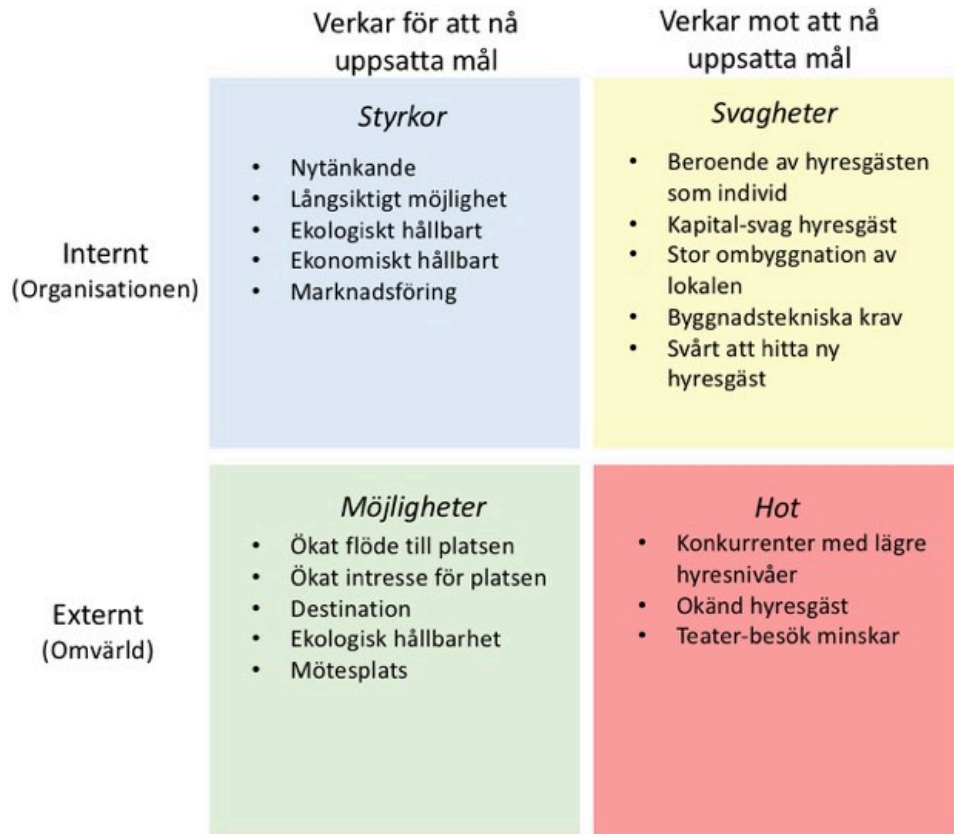 Verkar för att nå
uppsatta mål
Verkar mot att nå
uppsatta mål
Internt
(Organisationen)
Styrkor
• Nytänkande
• Långsiktigt möjlighet
• Ekologiskt hållbart
• Ekonomiskt hållbart
• Marknadsföring
Svagheter
• Beroende av hyresgästen
som individ
• Kapital-svag hyresgäst
• Stor ombyggnation av
lokalen
• Byggnadstekniska krav
• Svårt att hitta ny
hyresgäst
Externt
(Omvärld)
Möjligheter
• Ökat flöde till platsen
• Ökat intresse för platsen
• Destination
• Ekologisk hållbarhet
• Mötesplats
Hot
• Konkurrenter med lägre
hyresnivåer
• Okänd hyresgäst
• Teater-besök minskar